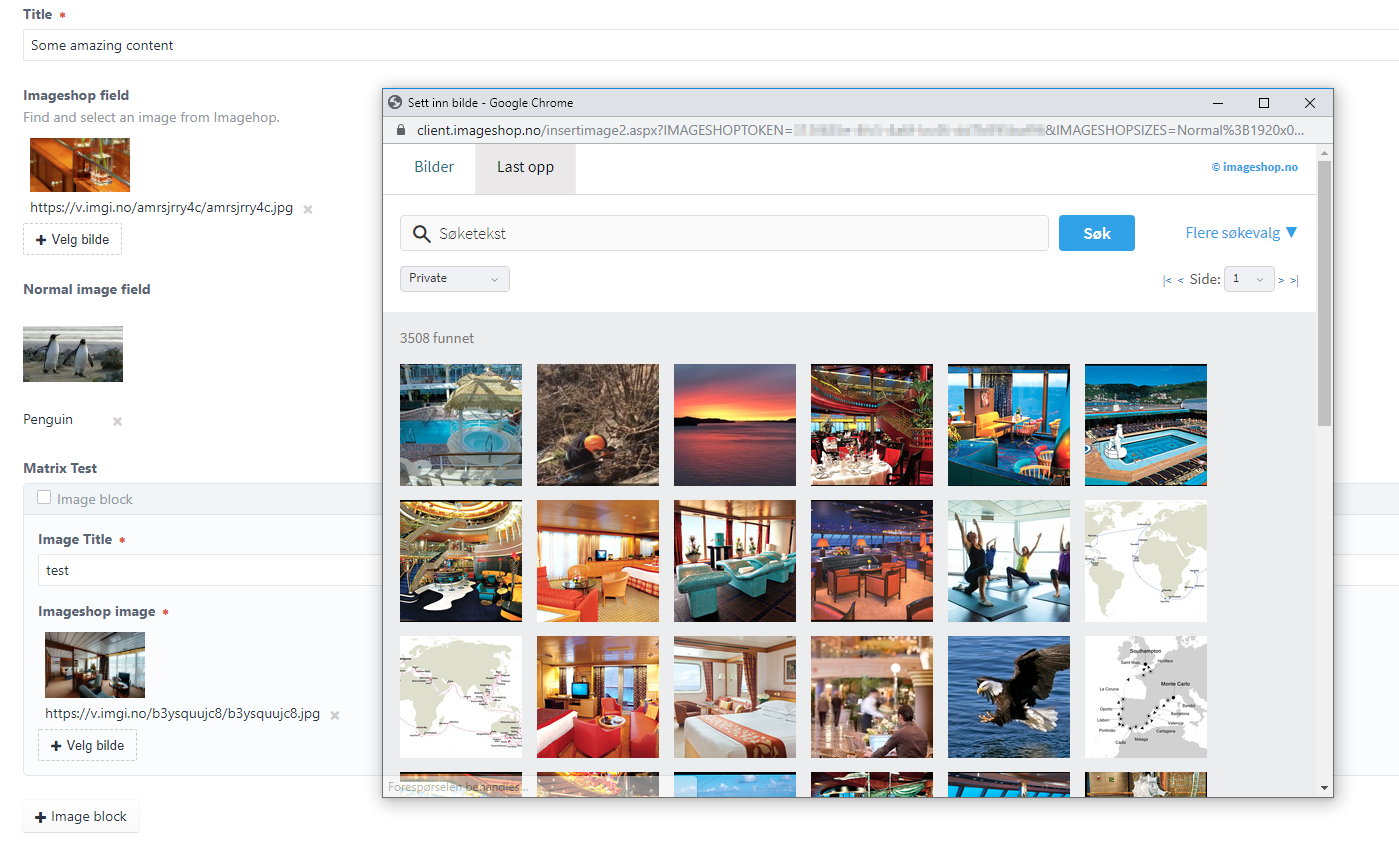 Title *
Some amazing content
Imageshop field
Find and select an image from Imagehop.
https://v.imgi.no/amrsjrry4c/amrsjrry4c.jpg ×
+ Velg bilde
Normal image field
Penguin ×
Matrix Test
Image block
Image Title *
test
Imageshop image *
https://v.imgi.no/b3ysquujc8/b3ysquujc8.jpg ×
+ Velg bilde
+ Image block
Sett inn bilde - Google Chrome
client.imageshop.no/insertimage2.aspx?IMAGESHOPTOKEN= &IMAGESHOPSIZES=Normal%3B1920x0...
Bilder Last opp © imageshop.no
Søketekst Søk Flere søkevalg ▼
Private |< < Side: 1 > >|
3508 funnet
Southampton
Saint Malo Honfleur
Monte Carlo
La Coruna
Oporto
Lisbon
Portimão
Cádiz
Malaga
Cartagena
Valencia
Barcelona
Forespørselen behandles...